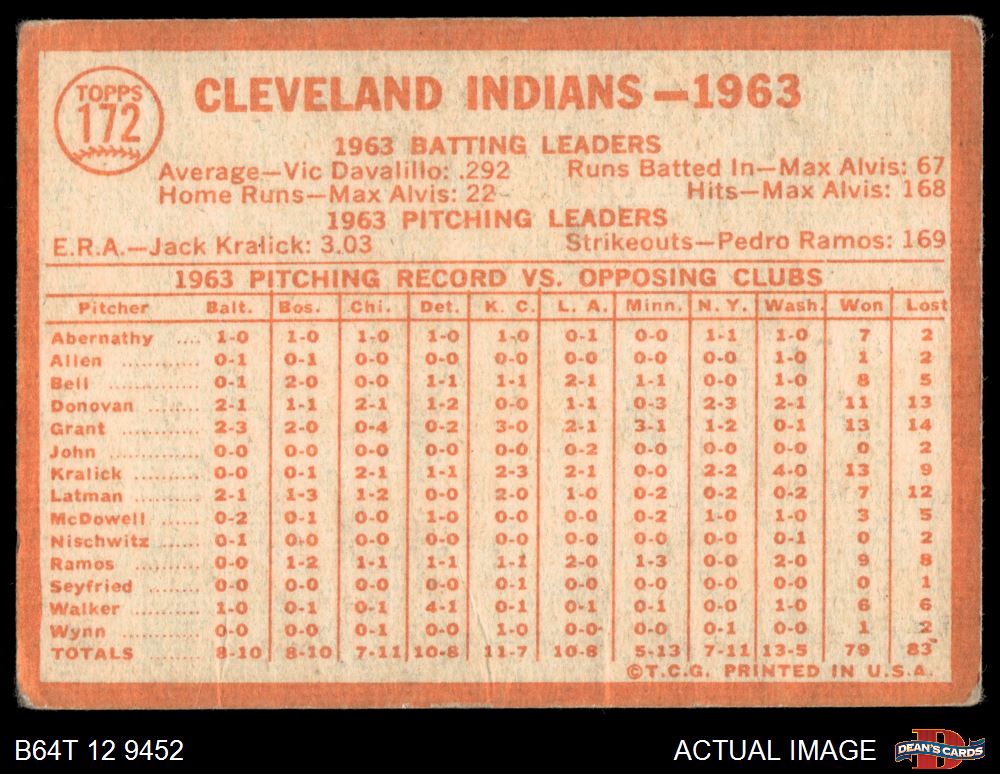 TOPPS
172
CLEVELAND INDIANS—1963
1963 BATTING LEADERS
Average—Vic Davalillo: .292 Runs Batted In—Max Alvis: 67
Home Runs—Max Alvis: 22 Hits—Max Alvis: 168
1963 PITCHING LEADERS
E.R.A.—Jack Kralick: 3.03 Strikeouts—Pedro Ramos: 169
1963 PITCHING RECORD VS. OPPOSING CLUBS
Pitcher Balt. Bos. Chi. Det. K. C. L. A. Minn. N. Y. Wash. Won Lost
Abernathy .... 1-0 1-0 1-0 1-0 1-0 0-1 0-0 1-1 1-0 7 2
Allen ............ 0-1 0-1 0-0 0-0 0-0 0-0 0-0 0-0 1-0 1 2
Bell .............. 0-1 2-0 0-0 1-1 1-1 2-1 1-1 0-0 1-0 8 5
Donovan ........ 2-1 1-1 2-1 1-2 0-0 1-1 0-3 2-3 2-1 11 13
Grant ............ 2-3 2-0 0-4 0-2 3-0 2-1 3-1 1-2 0-1 13 14
John ............. 0-0 0-0 0-0 0-0 0-0 0-2 0-0 0-0 0-0 0 2
Kralick .......... 0-0 0-1 2-1 1-1 2-3 2-1 0-0 2-2 4-0 13 9
Latman ......... 2-1 1-3 1-2 0-0 2-0 1-0 0-2 0-2 0-2 7 12
McDowell ...... 0-2 0-1 0-0 1-0 0-0 0-0 0-2 1-0 1-0 3 5
Nischwitz ...... 0-1 0-0 0-0 0-0 0-0 0-0 0-0 0-0 0-1 0 2
Ramos .......... 0-0 1-2 1-1 1-1 1-1 2-0 1-3 0-0 2-0 9 8
Seyfried ........ 0-0 0-0 0-0 0-0 0-1 0-0 0-0 0-0 0-0 0 1
Walker .......... 1-0 0-1 0-1 4-1 0-1 0-0 0-1 0-0 1-0 6 6
Wynn ............ 0-0 0-0 0-1 0-0 1-0 0-0 0-0 0-1 0-0 1 2
TOTALS ......... 8-10 8-10 7-11 10-8 11-7 10-8 5-13 7-11 13-5 79 83
©T.C.G. PRINTED IN U.S.A.
B64T 12 9452 ACTUAL IMAGE
D
DEAN'S CARDS